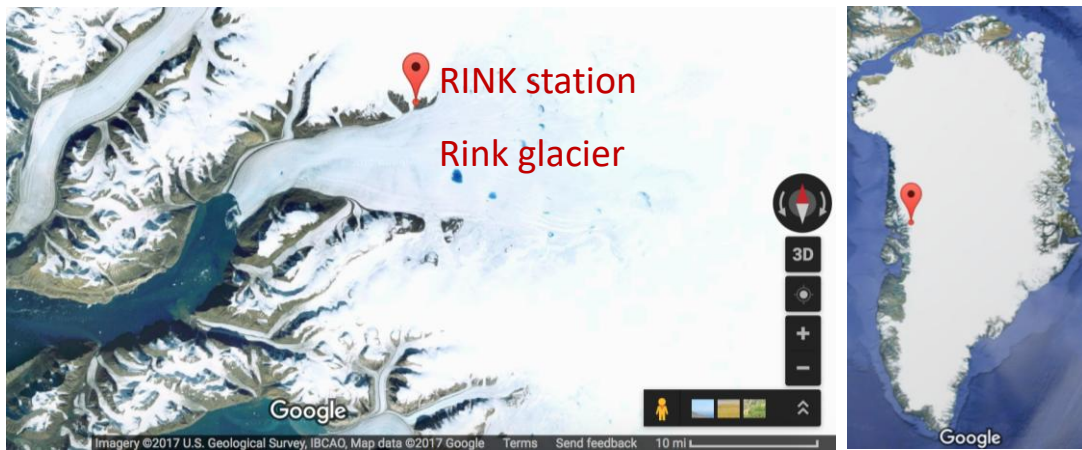 RINK station
Rink glacier
3D
+
−
Google
Imagery ©2017 U.S. Geological Survey, IBCAO, Map data ©2017 Google Terms Send feedback 10 mi
Google